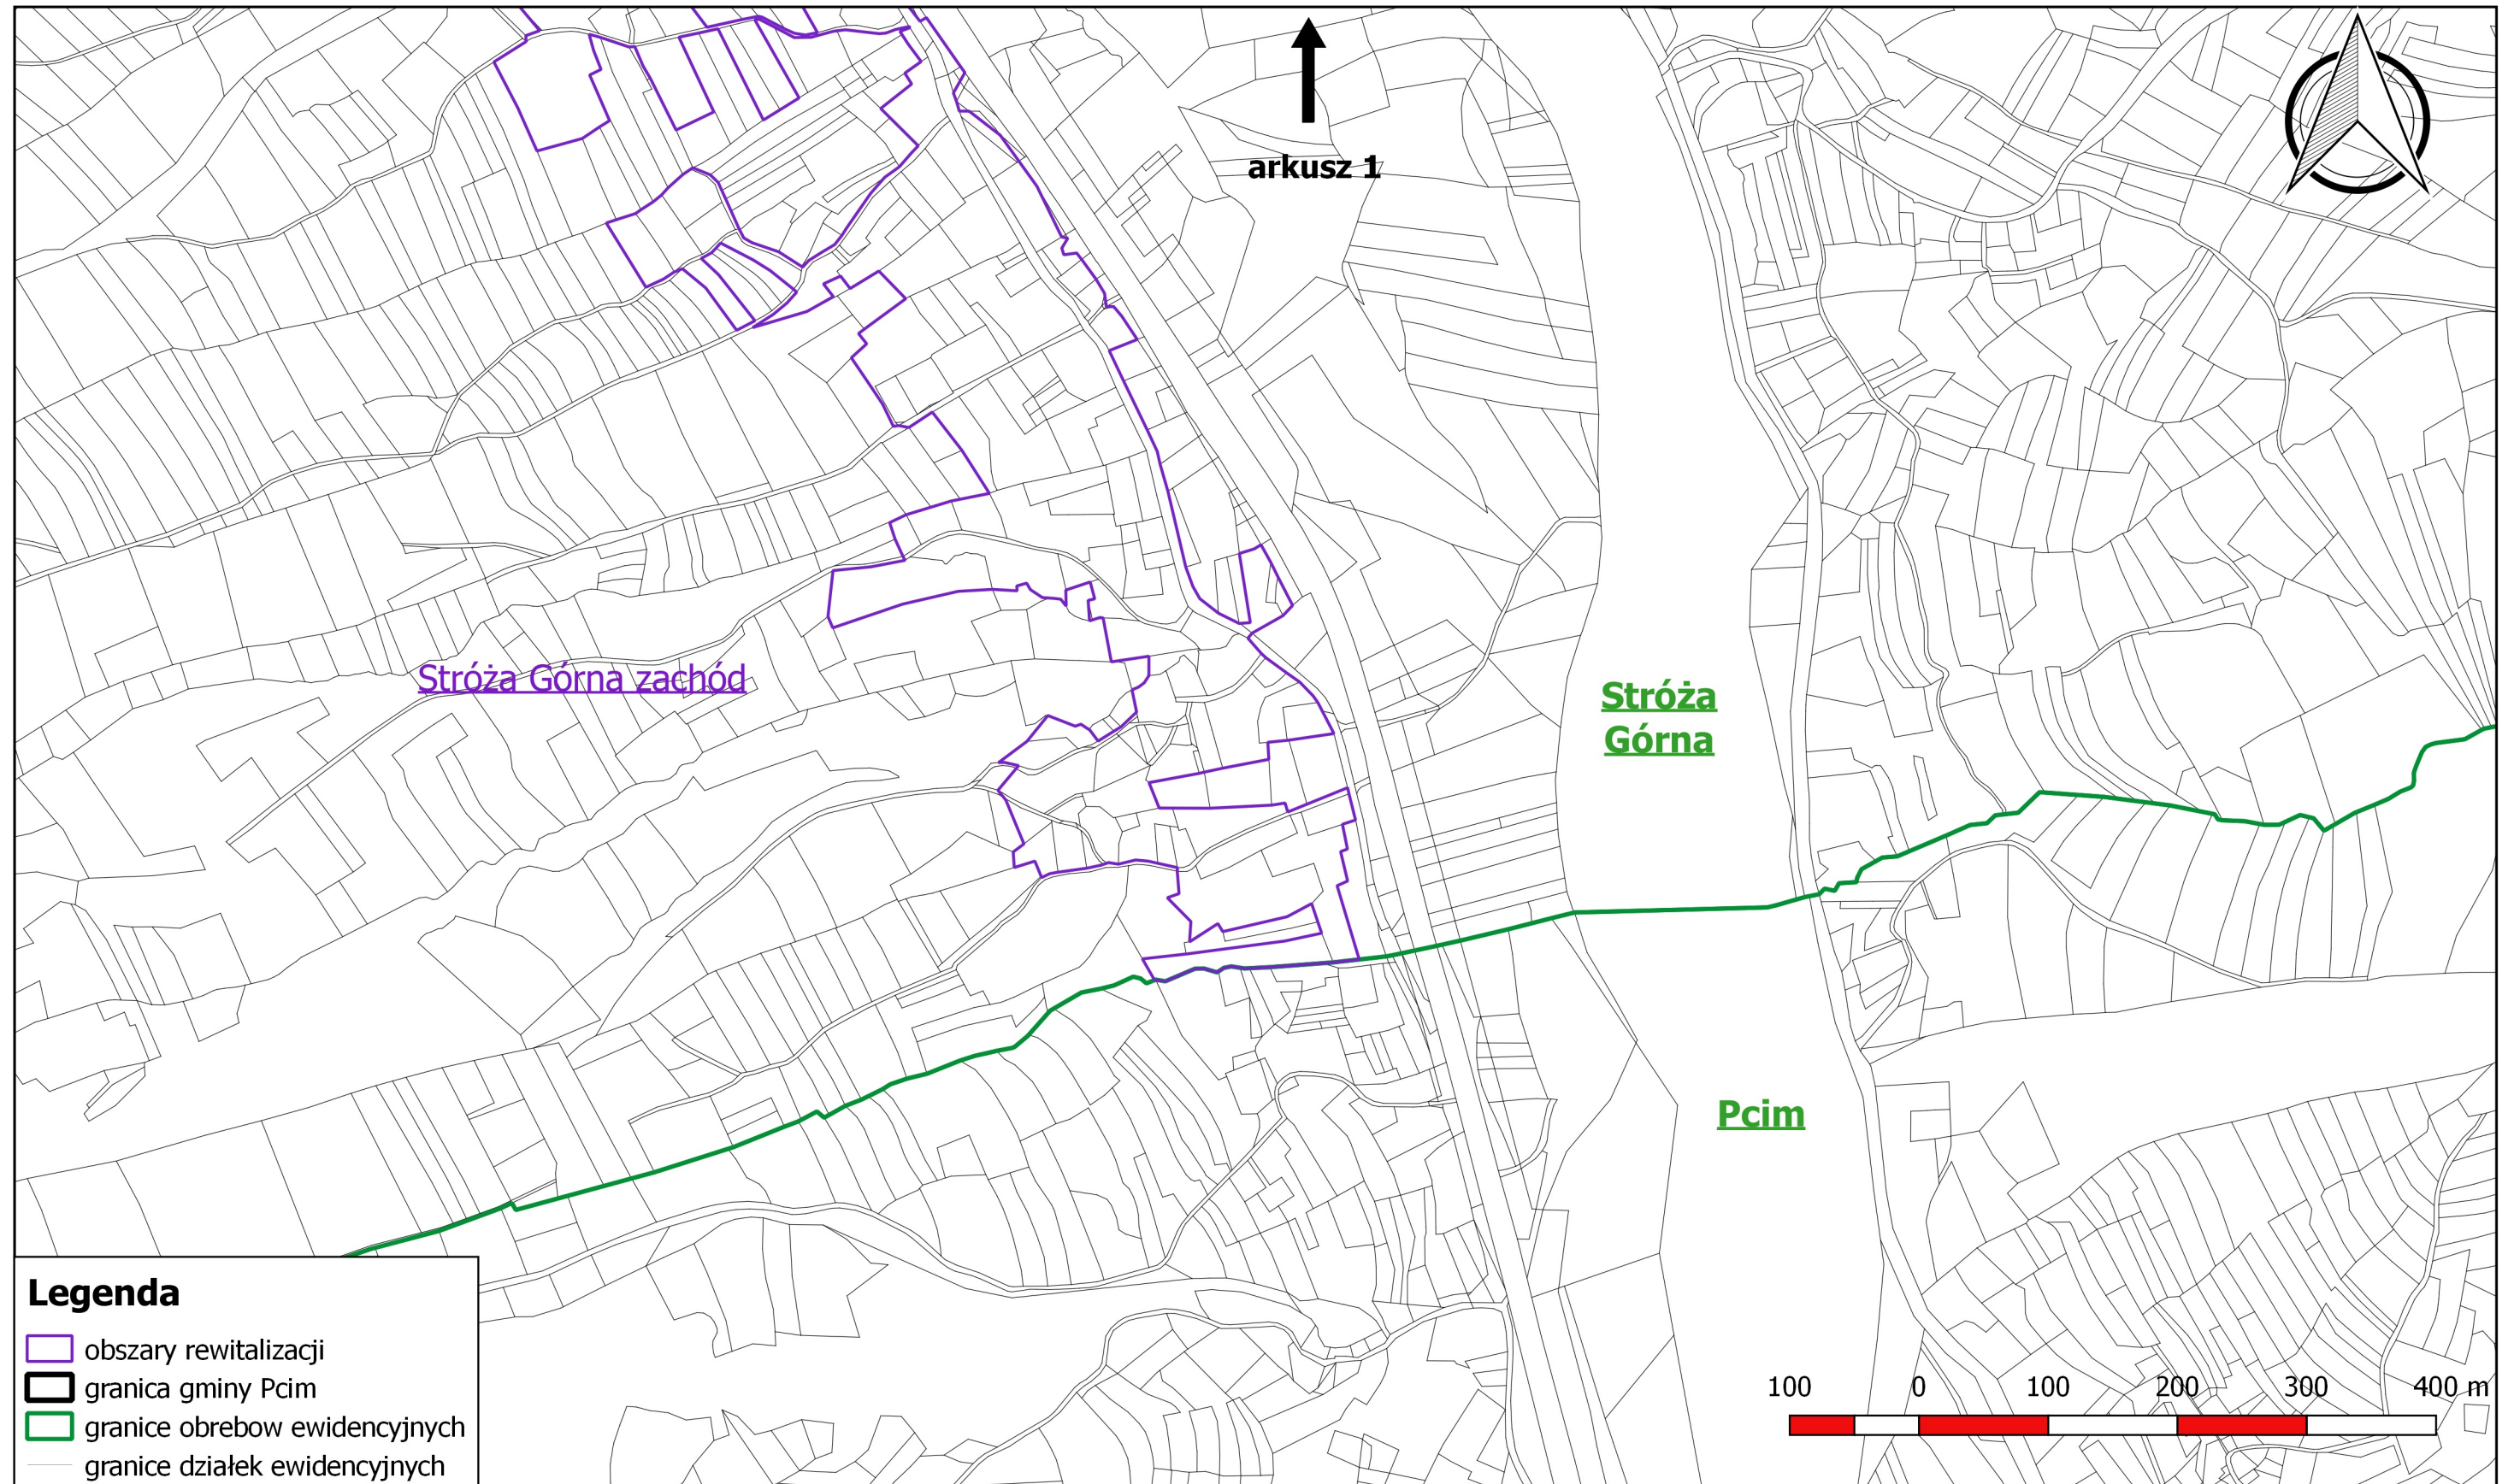 arkusz 1
Stróża Górna zachód
Stróża
Górna
Pcim
Legenda
obszary rewitalizacji
granica gminy Pcim
granice obrebow ewidencyjnych
granice działek ewidencyjnych
100 0 100 200 300 400 m